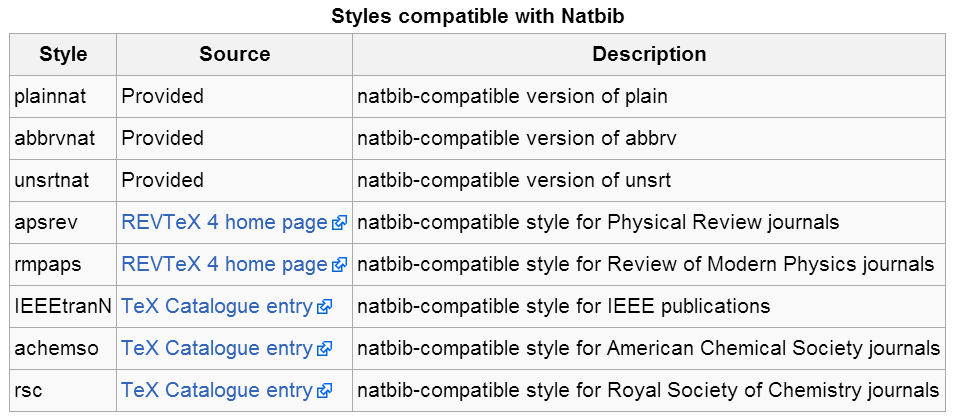 Styles compatible with Natbib
Style Source Description
plainnat Provided natbib-compatible version of plain
abbrvnat Provided natbib-compatible version of abbrv
unsrtnat Provided natbib-compatible version of unsrt
apsrev REVTeX 4 home page natbib-compatible style for Physical Review journals
rmpaps REVTeX 4 home page natbib-compatible style for Review of Modern Physics journals
IEEEtranN TeX Catalogue entry natbib-compatible style for IEEE publications
achemso TeX Catalogue entry natbib-compatible style for American Chemical Society journals
rsc TeX Catalogue entry natbib-compatible style for Royal Society of Chemistry journals